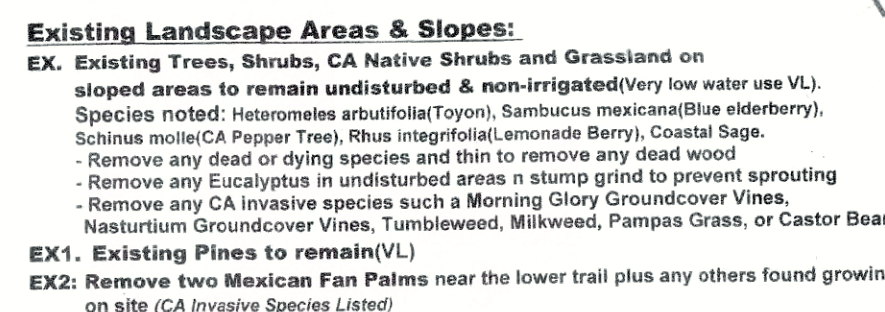 Existing Landscape Areas & Slopes:
EX. Existing Trees, Shrubs, CA Native Shrubs and Grassland on
sloped areas to remain undisturbed & non-irrigated(Very low water use VL).
Species noted: Heteromeles arbutifolia(Toyon), Sambucus mexicana(Blue elderberry),
Schinus molle(CA Pepper Tree), Rhus integrifolia(Lemonade Berry), Coastal Sage.
- Remove any dead or dying species and thin to remove any dead wood
- Remove any Eucalyptus in undisturbed areas n stump grind to prevent sprouting
- Remove any CA invasive species such a Morning Glory Groundcover Vines,
Nasturtium Groundcover Vines, Tumbleweed, Milkweed, Pampas Grass, or Castor Bean
EX1. Existing Pines to remain(VL)
EX2: Remove two Mexican Fan Palms near the lower trail plus any others found growin
on site (CA Invasive Species Listed)